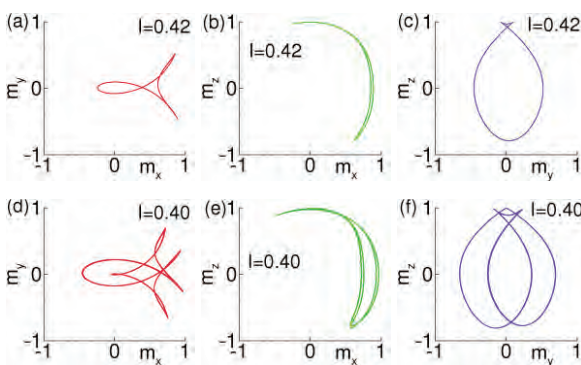 (a) I=0.42
1
m_y 0
-1
-1 0 m_x 1
(b)
I=0.42
1
m_z 0
-1
-1 0 m_x 1
(c) I=0.42
1
m_z 0
-1
-1 0 m_y 1
(d) I=0.40
1
m_y 0
-1
-1 0 m_x 1
(e)
I=0.40
1
m_z 0
-1
-1 0 m_x 1
(f) I=0.40
1
m_z 0
-1
-1 0 m_y 1